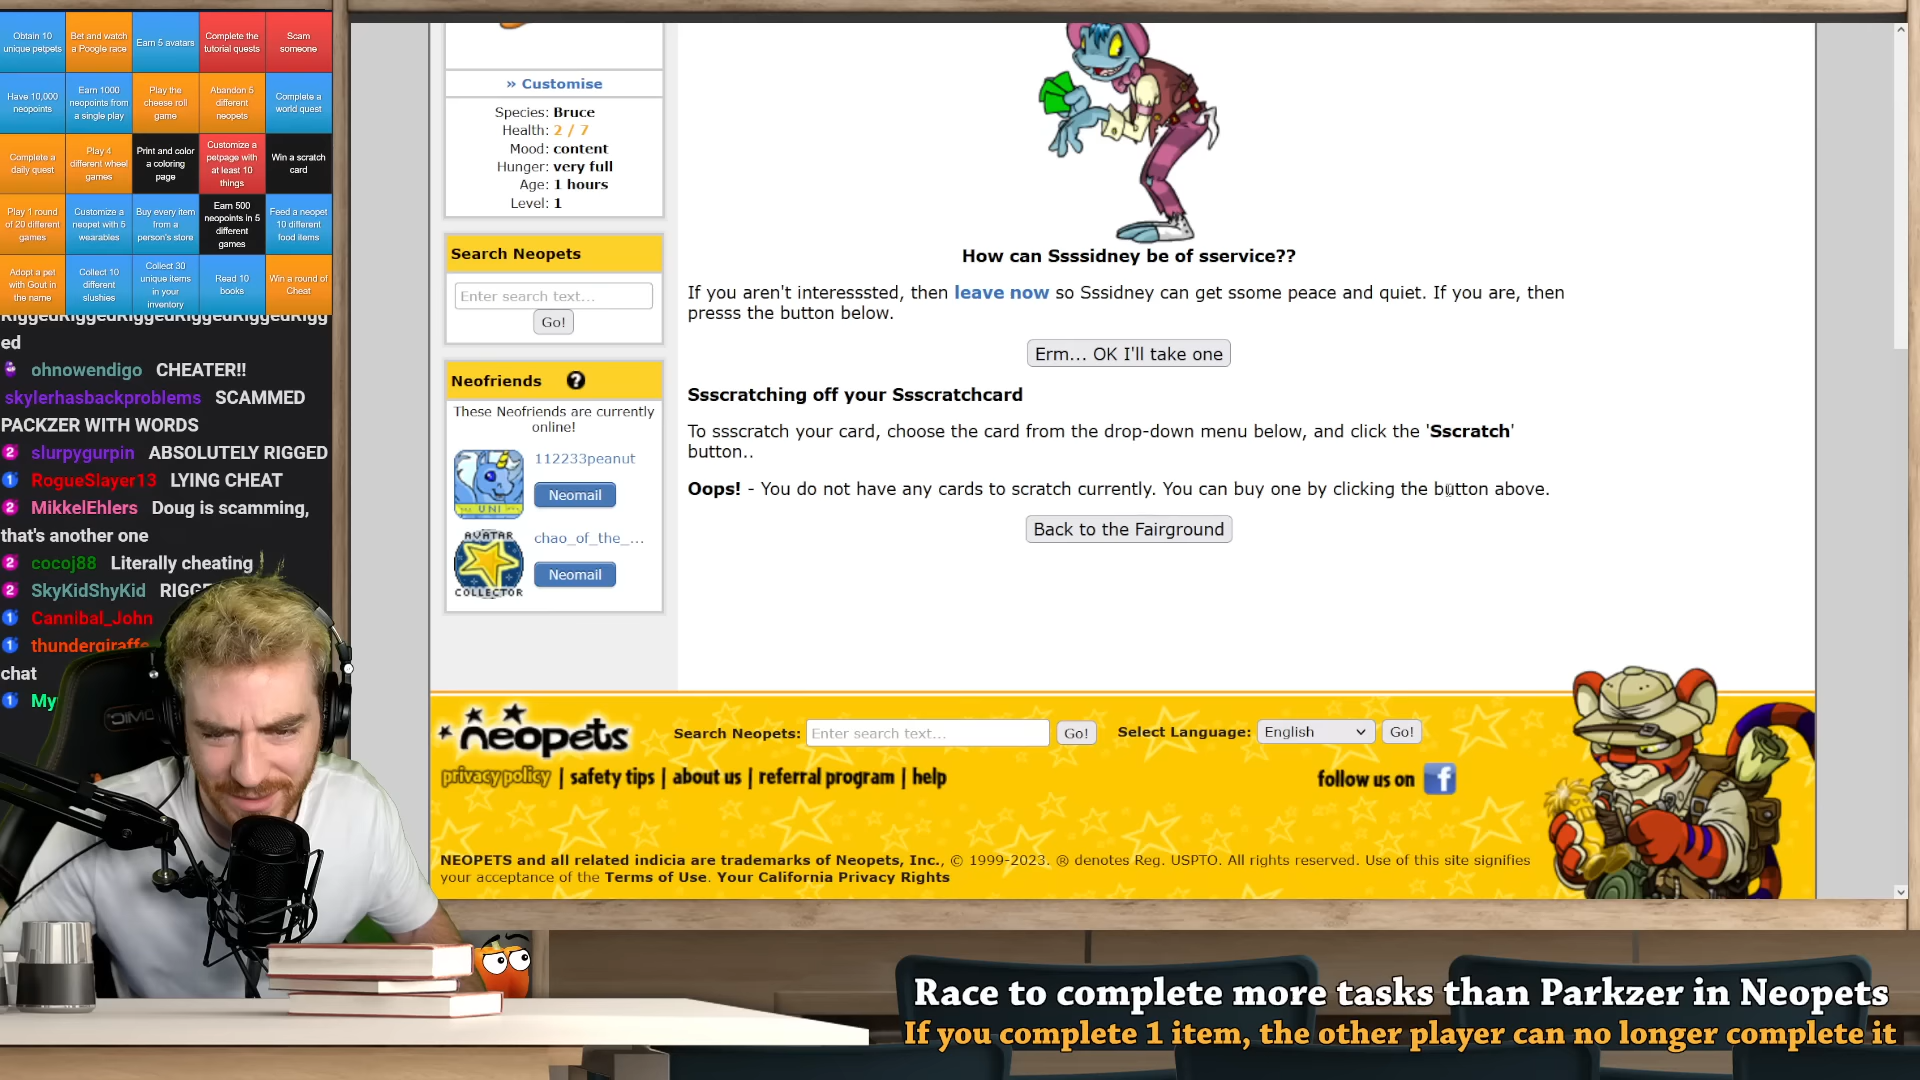 Obtain 10
unique petpets
Bet and watch
a Poogle race
Earn 5 avatars
Complete the
tutorial quests
Scam
someone
Have 10,000
neopoints
Earn 1000
neopoints from
a single play
Play the
cheese roll
game
Abandon 5
different
neopets
Complete a
world quest
Complete a
daily quest
Play 4
different wheel
games
Print and color
a coloring
page
Customize a
petpage with
at least 10
things
Win a scratch
card
Play 1 round
of 20 different
games
Customize a
neopet with 5
wearables
Buy every item
from a
person's store
Earn 500
neopoints in 5
different
games
Feed a neopet
10 different
food items
Adopt a pet
with Gout in
the name
Collect 10
different
slushies
Collect 30
unique items
in your
inventory
Read 10
books
Win a round of
Cheat
RiggedRiggedRiggedRiggedRiggedRigg
ed
ohnowendigo CHEATER!!
skylerhasbackproblems SCAMMED
PACKZER WITH WORDS
slurpygurpin ABSOLUTELY RIGGED
RogueSlayer13 LYING CHEAT
MikkelEhlers Doug is scamming,
that's another one
cocoj88 Literally cheating
SkyKidShyKid RIGG
Cannibal_John
thundergiraffe
chat
My
» Customise
Species: Bruce
Health: 2 / 7
Mood: content
Hunger: very full
Age: 1 hours
Level: 1
Search Neopets
Enter search text...
Go!
Neofriends ?
These Neofriends are currently
online!
112233peanut
Neomail
UNI
chao_of_the_...
Neomail
AVATAR
COLLECTOR
How can Ssssidney be of sservice??
If you aren't interesssted, then leave now so Sssidney can get ssome peace and quiet. If you are, then
presss the button below.
Erm... OK I'll take one
Ssscratching off your Ssscratchcard
To ssscratch your card, choose the card from the drop-down menu below, and click the 'Sscratch'
button..
Oops! - You do not have any cards to scratch currently. You can buy one by clicking the button above.
Back to the Fairground
neopets
Search Neopets: Enter search text... Go! Select Language: English Go!
privacy policy | safety tips | about us | referral program | help
follow us on f
NEOPETS and all related indicia are trademarks of Neopets, Inc., © 1999-2023. ® denotes Reg. USPTO. All rights reserved. Use of this site signifies
your acceptance of the Terms of Use. Your California Privacy Rights
Race to complete more tasks than Parkzer in Neopets
If you complete 1 item, the other player can no longer complete it